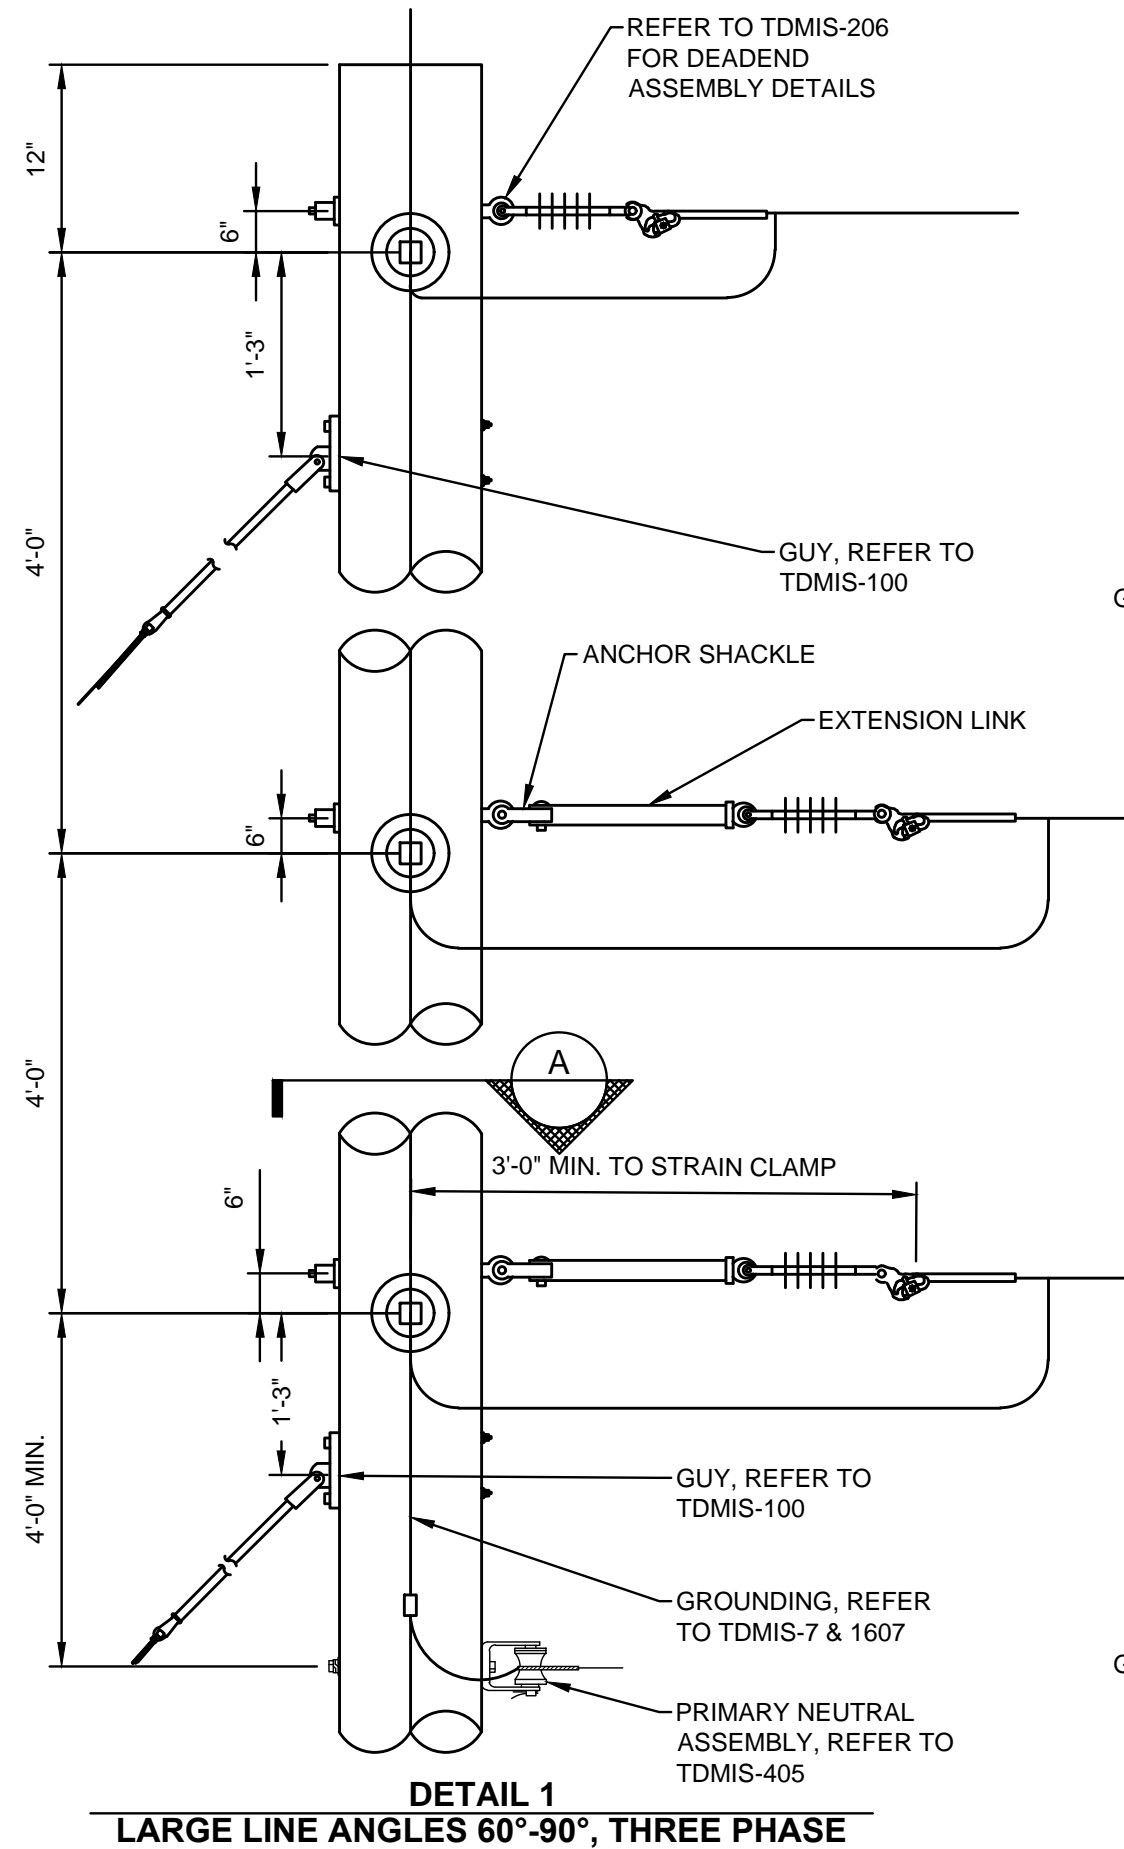 REFER TO TDMIS-206
FOR DEADEND
ASSEMBLY DETAILS
12"
6"
1'-3"
4'-0"
GUY, REFER TO
TDMIS-100
G
ANCHOR SHACKLE
EXTENSION LINK
6"
4'-0"
A
3'-0" MIN. TO STRAIN CLAMP
6"
1'-3"
4'-0" MIN.
GUY, REFER TO
TDMIS-100
GROUNDING, REFER
TO TDMIS-7 & 1607
G
PRIMARY NEUTRAL
ASSEMBLY, REFER TO
TDMIS-405
DETAIL 1
LARGE LINE ANGLES 60°-90°, THREE PHASE